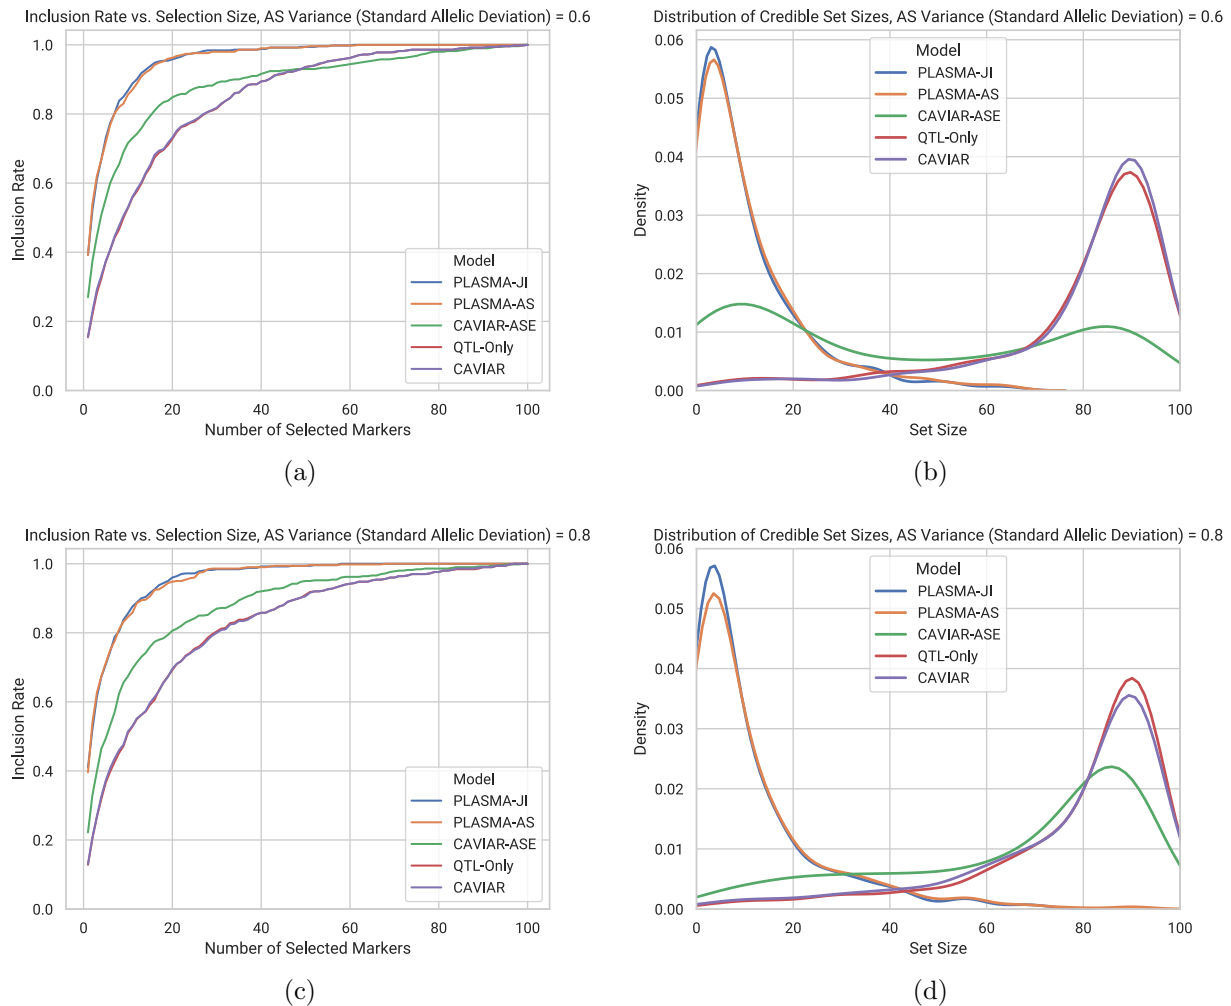 Inclusion Rate vs. Selection Size, AS Variance (Standard Allelic Deviation) = 0.6
1.0
0.8
0.6
0.4
0.2
0.0
Inclusion Rate
Model
PLASMA-JI
PLASMA-AS
CAVIAR-ASE
QTL-Only
CAVIAR
0 20 40 60 80 100
Number of Selected Markers
(a)
Distribution of Credible Set Sizes, AS Variance (Standard Allelic Deviation) = 0.6
0.06
0.05
0.04
0.03
0.02
0.01
0.00
Density
Model
PLASMA-JI
PLASMA-AS
CAVIAR-ASE
QTL-Only
CAVIAR
0 20 40 60 80 100
Set Size
(b)
Inclusion Rate vs. Selection Size, AS Variance (Standard Allelic Deviation) = 0.8
1.0
0.8
0.6
0.4
0.2
0.0
Inclusion Rate
Model
PLASMA-JI
PLASMA-AS
CAVIAR-ASE
QTL-Only
CAVIAR
0 20 40 60 80 100
Number of Selected Markers
(c)
Distribution of Credible Set Sizes, AS Variance (Standard Allelic Deviation) = 0.8
0.06
0.05
0.04
0.03
0.02
0.01
0.00
Density
Model
PLASMA-JI
PLASMA-AS
CAVIAR-ASE
QTL-Only
CAVIAR
0 20 40 60 80 100
Set Size
(d)